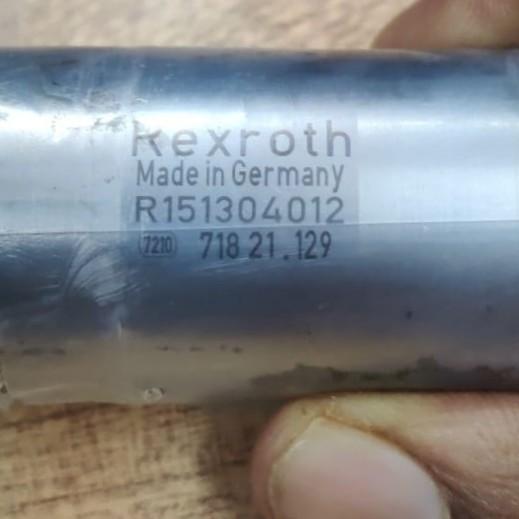 Rexroth
Made in Germany
R151304012
7210 718 21.129